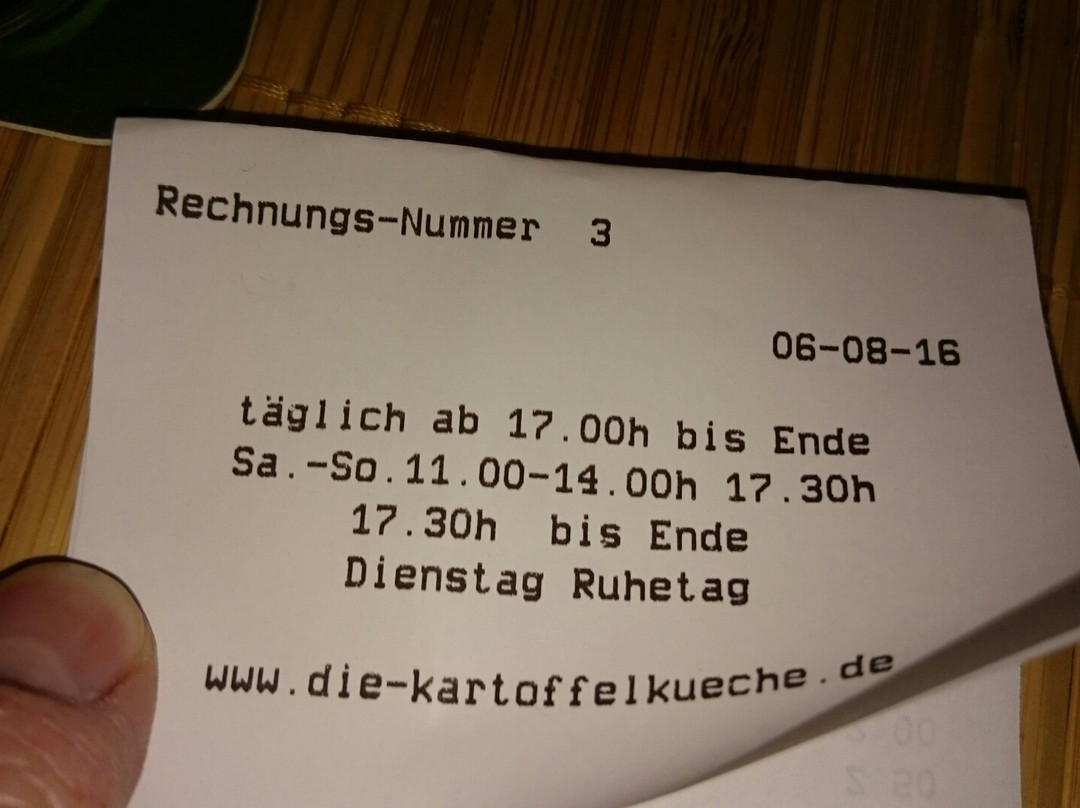 Rechnungs-Nummer 3
06-08-16
täglich ab 17.00h bis Ende
Sa.-So.11.00-14.00h 17.30h
17.30h bis Ende
Dienstag Ruhetag
www.die-kartoffelkueche.de